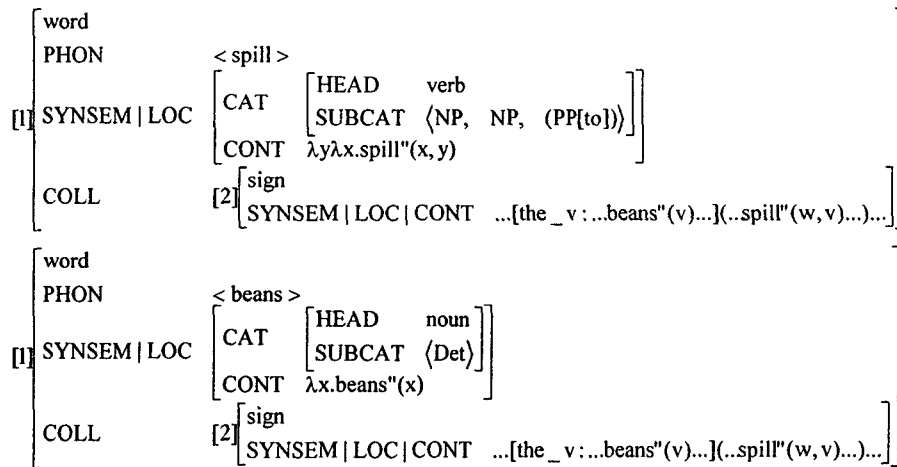 word
PHON < spill >
[1] SYNSEM | LOC
CAT
HEAD verb
SUBCAT ⟨NP, NP, (PP[to])⟩
CONT λyλx.spill"(x, y)
COLL [2]
sign
SYNSEM | LOC | CONT ...[the _ v : ...beans"(v)...](..spill"(w, v)...)...
word
PHON < beans >
[1] SYNSEM | LOC
CAT
HEAD noun
SUBCAT ⟨Det⟩
CONT λx.beans"(x)
COLL [2]
sign
SYNSEM | LOC | CONT ...[the _ v : ...beans"(v)...](..spill"(w, v)...)...